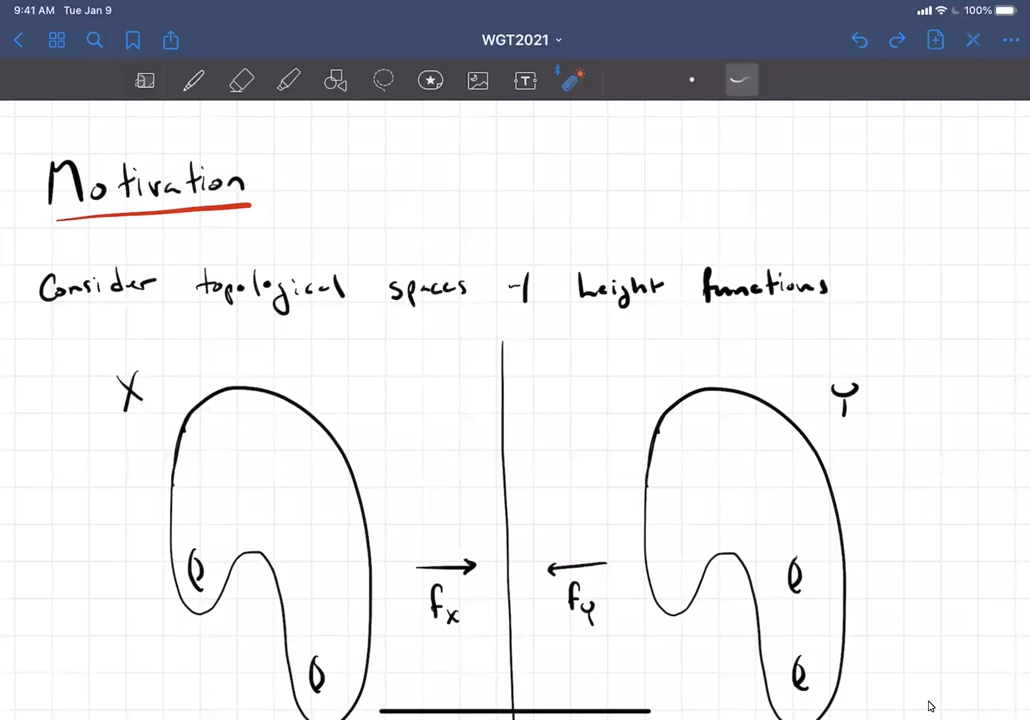 9:41 AM Tue Jan 9
100%
WGT2021
T
Motivation
Consider topological spaces w/ height functions
X
Y
f_X
f_Y